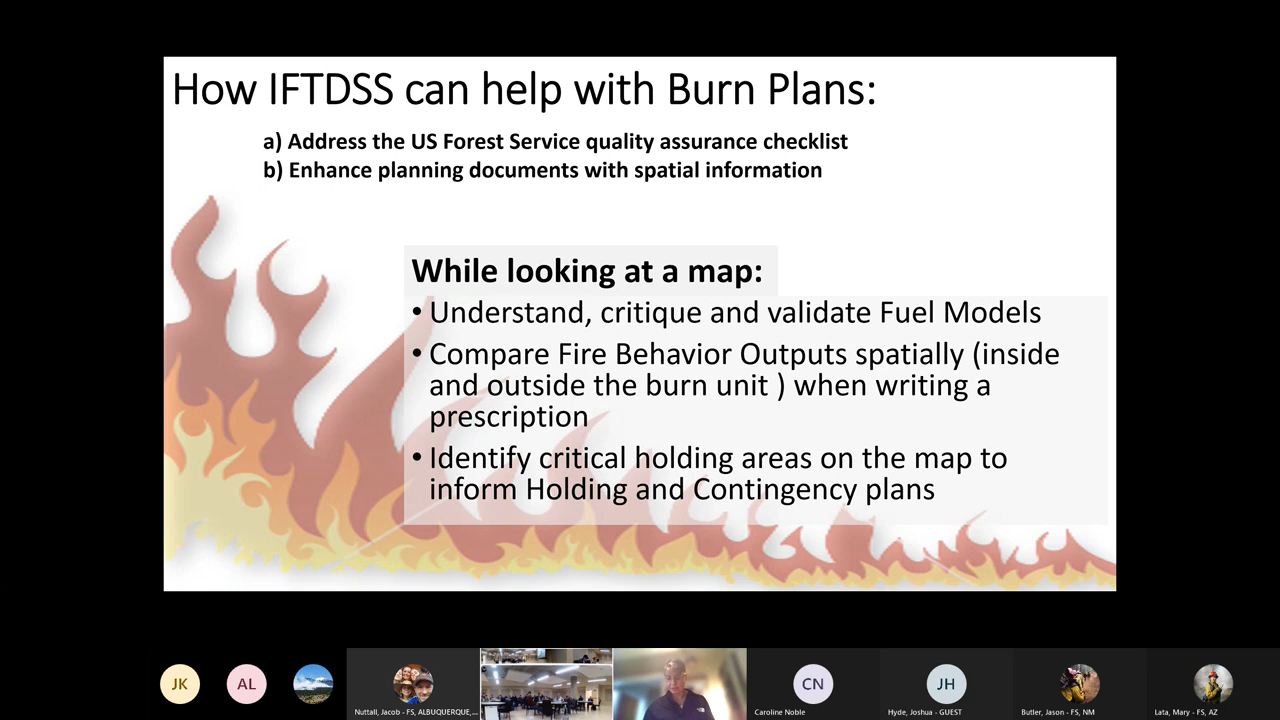 How IFTDSS can help with Burn Plans:
a) Address the US Forest Service quality assurance checklist
b) Enhance planning documents with spatial information
While looking at a map:
• Understand, critique and validate Fuel Models
• Compare Fire Behavior Outputs spatially (inside
and outside the burn unit ) when writing a
prescription
• Identify critical holding areas on the map to
inform Holding and Contingency plans
JK
AL
CN
JH
Nuttall, Jacob - FS, ALBUQUERQUE,...
Caroline Noble
Hyde, Joshua - GUEST
Butler, Jason - FS, NM
Lata, Mary - FS, AZ